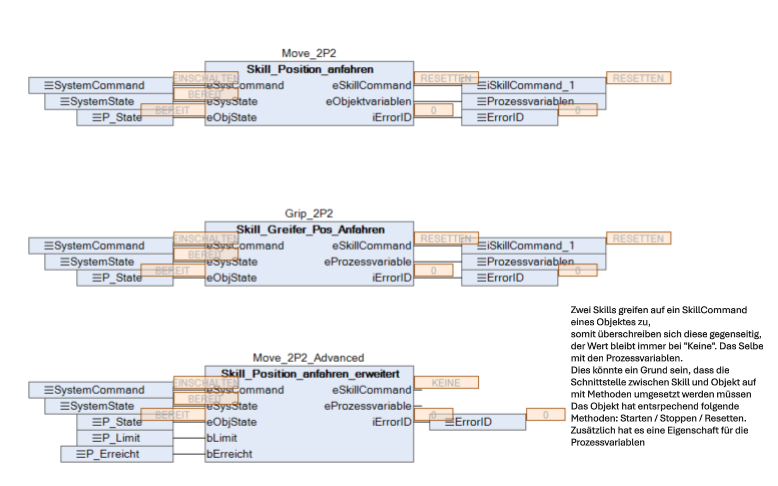 Move_2P2
Skill_Position_anfahren
EINSCHALTEN
RESETTEN
RESETTEN
SystemCommand
eSysCommand
eSkillCommand
iSkillCommand_1
BEREIT
SystemState
eSysState
eObjektvariablen
Prozessvariablen
BEREIT
0
0
P_State
eObjState
iErrorID
ErrorID
Grip_2P2
Skill_Greifer_Pos_Anfahren
EINSCHALTEN
RESETTEN
RESETTEN
SystemCommand
eSysCommand
eSkillCommand
iSkillCommand_1
BEREIT
SystemState
eSysState
eProzessvariable
Prozessvariablen
BEREIT
0
0
P_State
eObjState
iErrorID
ErrorID
Zwei Skills greifen auf ein SkillCommand
eines Objektes zu,
somit überschreiben sich diese gegenseitig,
der Wert bleibt immer bei "Keine". Das Selbe
mit den Prozessvariablen.
Dies könnte ein Grund sein, dass die
Schnittstelle zwischen Skill und Objekt auf
mit Methoden umgesetzt werden müssen
Das Objekt hat entsrpechend folgende
Methoden: Starten / Stoppen / Resetten.
Zusätzlich hat es eine Eigenschaft für die
Prozessvariablen
Move_2P2_Advanced
Skill_Position_anfahren_erweitert
EINSCHALTEN
KEINE
SystemCommand
eSysCommand
eSkillCommand
BEREIT
SystemState
eSysState
eProzessvariable
BEREIT
0
0
P_State
eObjState
iErrorID
ErrorID
P_Limit
bLimit
P_Erreicht
bErreicht